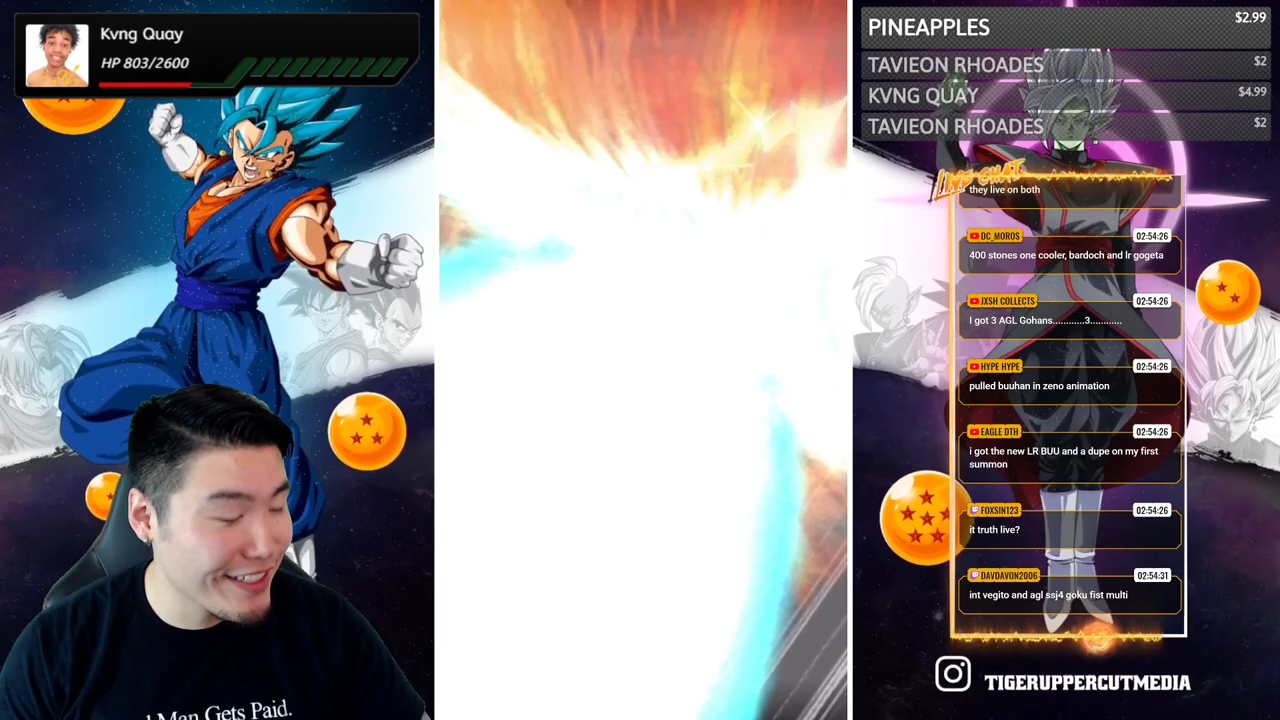 Kvng Quay
HP 803/2600
PINEAPPLES
$2.99
TAVIEON RHOADES
$2
KVNG QUAY
$4.99
TAVIEON RHOADES
$2
LIVE CHAT
they live on both
DC_MOROS
02:54:26
400 stones one cooler, bardoch and lr gogeta
JXSH COLLECTS
02:54:26
I got 3 AGL Gohans............3............
HYPE HYPE
02:54:26
pulled buuhan in zeno animation
EAGLE DTH
02:54:26
i got the new LR BUU and a dupe on my first
summon
FOXSIN123
02:54:26
it truth live?
DAVDAVON2006
02:54:31
int vegito and agl ssj4 goku fist multi
TIGERUPPERCUTMEDIA
Man Gets Paid.